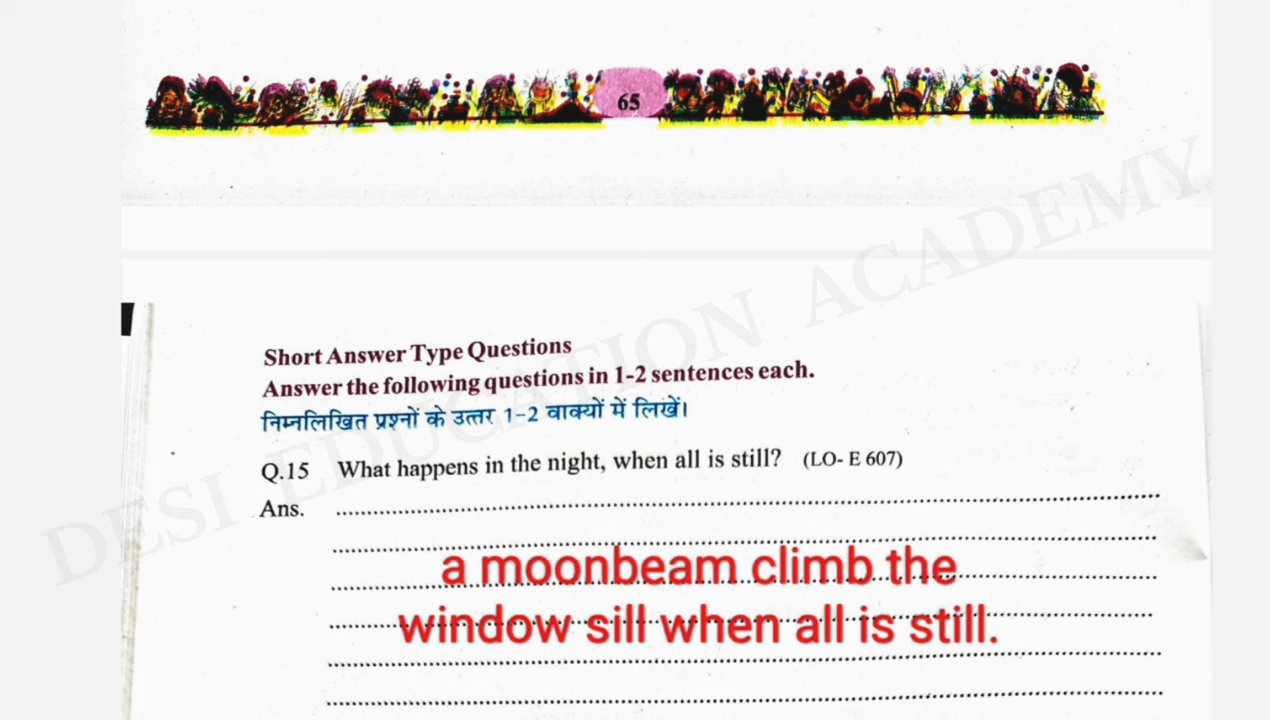 65
DESI EDUCATION ACADEMY
Short Answer Type Questions
Answer the following questions in 1-2 sentences each.
निम्नलिखित प्रश्नों के उत्तर 1-2 वाक्यों में लिखें।
Q.15 What happens in the night, when all is still? (LO- E 607)
Ans.
a moonbeam climb the
window sill when all is still.